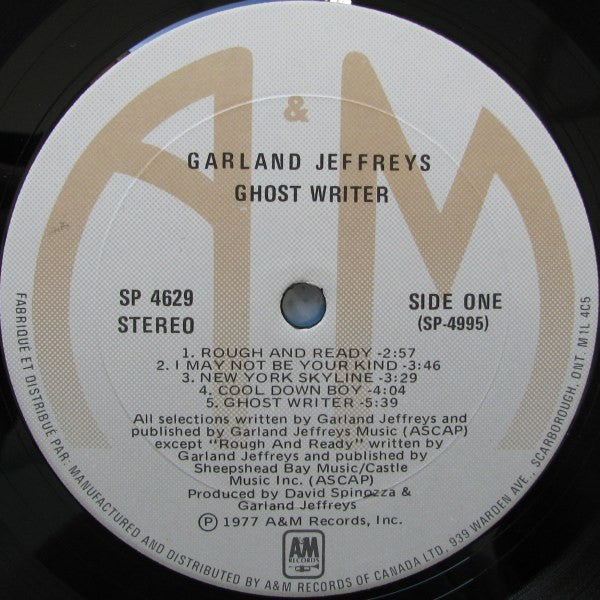 A & M
GARLAND JEFFREYS
GHOST WRITER
SP 4629
STEREO
SIDE ONE
(SP-4995)
1. ROUGH AND READY -2:57
2. I MAY NOT BE YOUR KIND -3:46
3. NEW YORK SKYLINE -3:29
4. COOL DOWN BOY -4:04
5. GHOST WRITER -5:39
All selections written by Garland Jeffreys and
published by Garland Jeffreys Music (ASCAP)
except "Rough And Ready" written by
Garland Jeffreys and published by
Sheepshead Bay Music/Castle
Music Inc. (ASCAP)
Produced by David Spinozza &
Garland Jeffreys
℗ 1977 A&M Records, Inc.
A&M
RECORDS
FABRIQUÉ ET DISTRIBUÉ PAR: MANUFACTURED AND DISTRIBUTED BY A&M RECORDS OF CANADA LTD., 939 WARDEN AVE., SCARBOROUGH, ONT. M1L 4C5